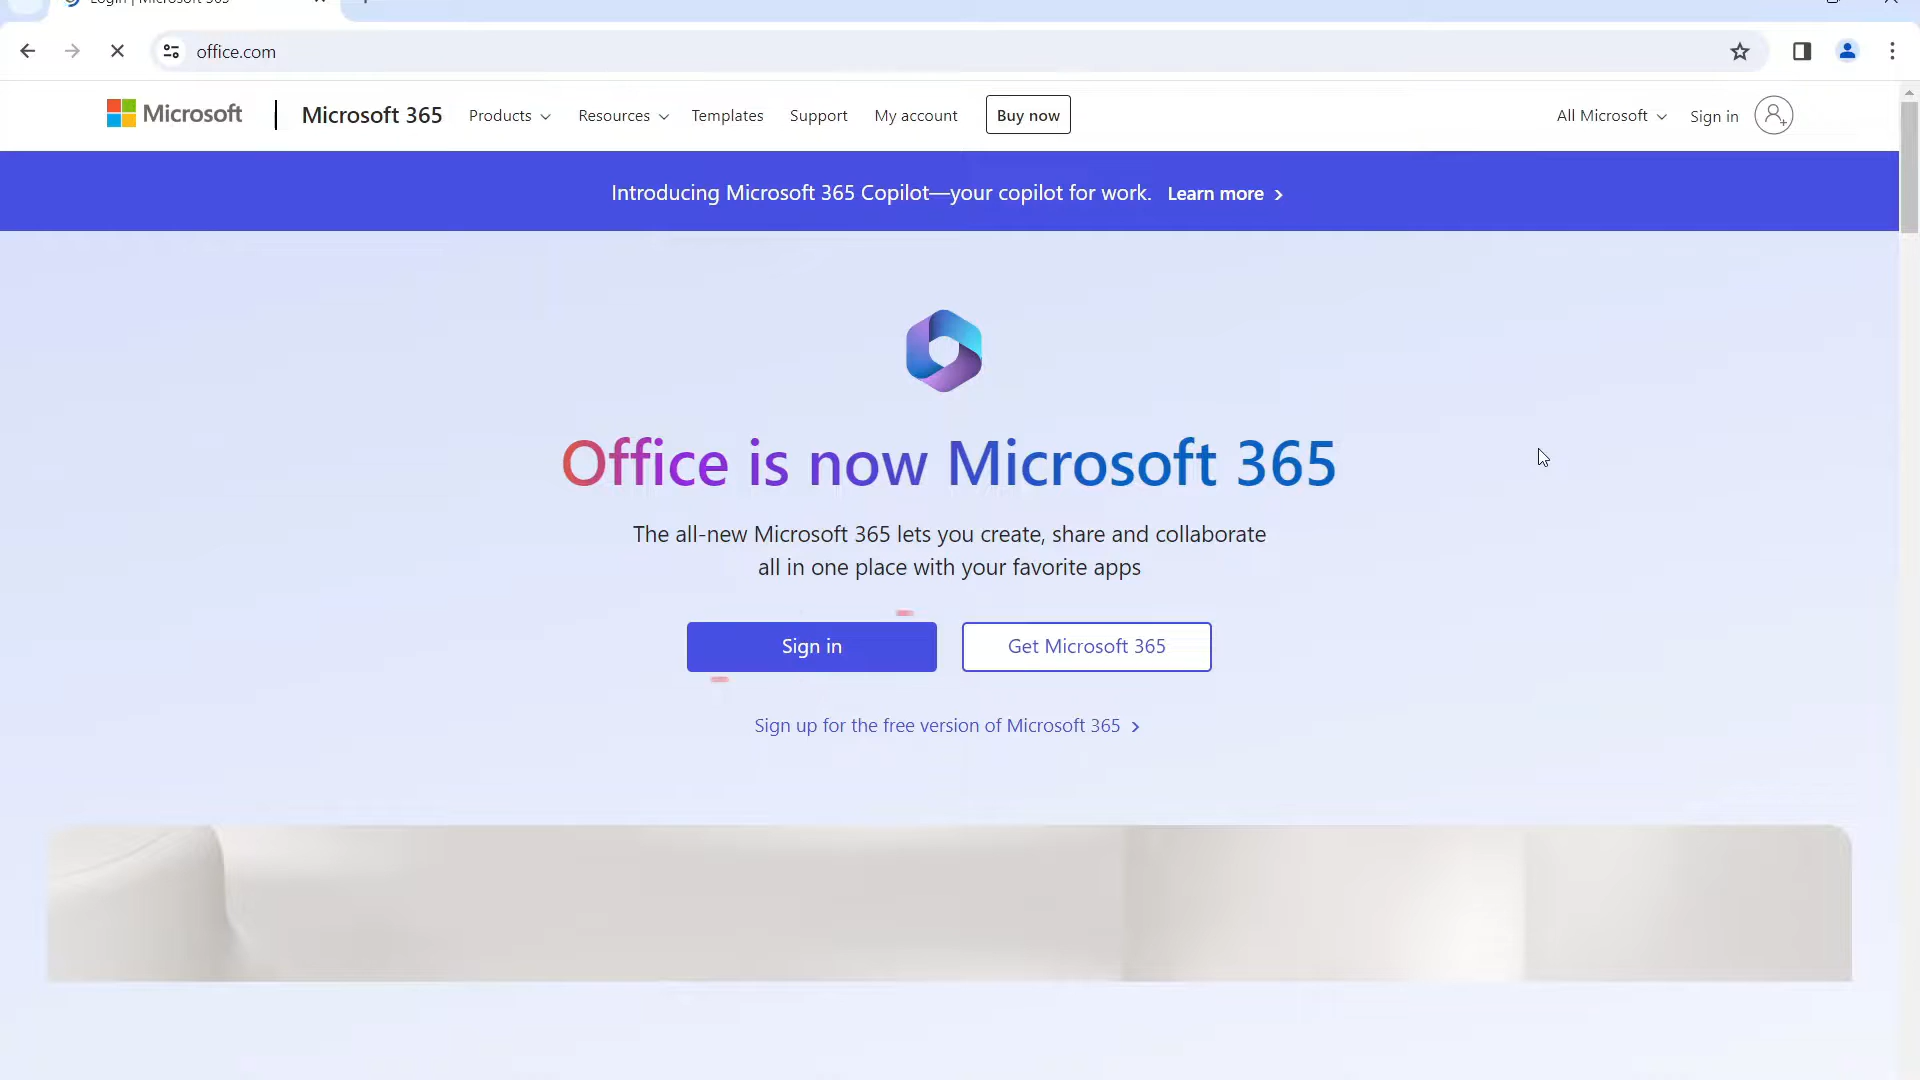 Login | Microsoft 365
office.com
Microsoft
Microsoft 365
Products
Resources
Templates
Support
My account
Buy now
All Microsoft
Sign in
Introducing Microsoft 365 Copilot—your copilot for work. Learn more
Office is now Microsoft 365
The all-new Microsoft 365 lets you create, share and collaborate
all in one place with your favorite apps
Sign in
Get Microsoft 365
Sign up for the free version of Microsoft 365